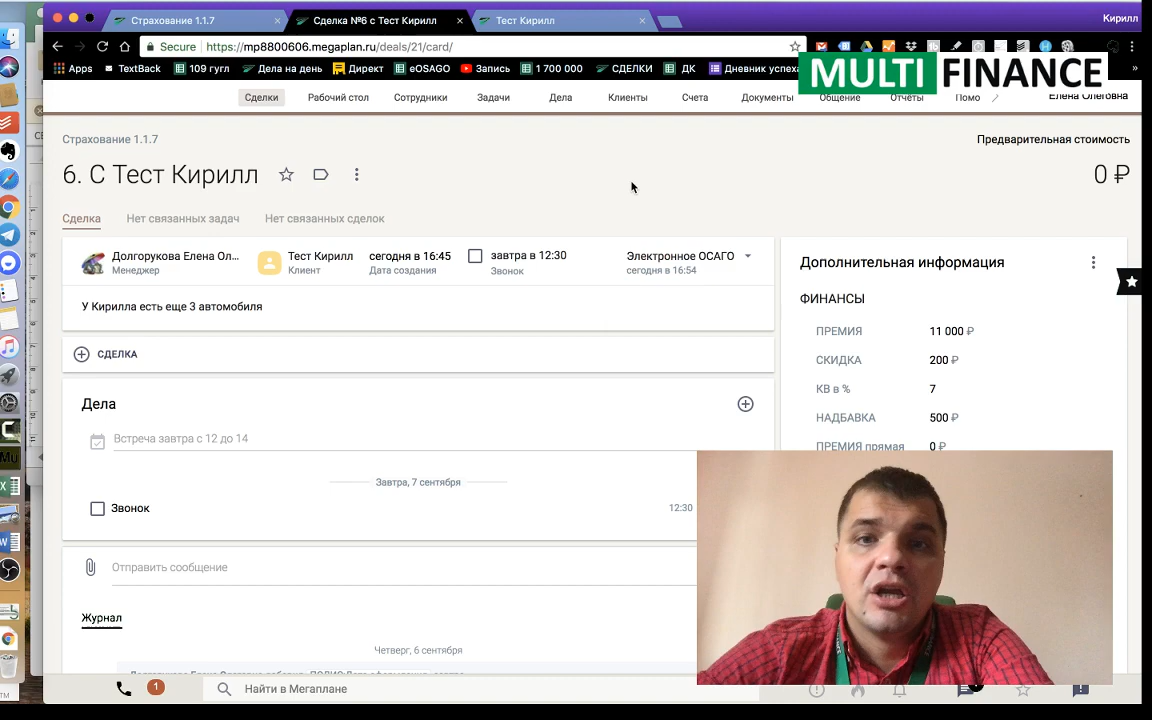 Страхование 1.1.7
Сделка №6 с Тест Кирилл
Тест Кирилл
Кирилл
Secure
https://mp8800606.megaplan.ru/deals/21/card/
Apps
TextBack
109 гугл
Дела на день
Директ
eOSAGO
Запись
1 700 000
СДЕЛКИ
ДК
Дневник успеха
»
MULTI FINANCE
Сделки
Рабочий стол
Сотрудники
Задачи
Дела
Клиенты
Счета
Документы
Общение
Отчёты
Помо
Елена Олеговна
Страхование 1.1.7
Предварительная стоимость
6. С Тест Кирилл
0 ₽
Сделка
Нет связанных задач
Нет связанных сделок
Долгорукова Елена Ол...
Менеджер
Тест Кирилл
Клиент
сегодня в 16:45
Дата создания
завтра в 12:30
Звонок
Электронное ОСАГО
сегодня в 16:54
У Кирилла есть еще 3 автомобиля
СДЕЛКА
Дела
Встреча завтра с 12 до 14
Завтра, 7 сентября
Звонок
12:30
Отправить сообщение
Журнал
Четверг, 6 сентября
Дополнительная информация
ФИНАНСЫ
ПРЕМИЯ
11 000 ₽
СКИДКА
200 ₽
КВ в %
7
НАДБАВКА
500 ₽
ПРЕМИЯ прямая
0 ₽
1
Найти в Мегаплане